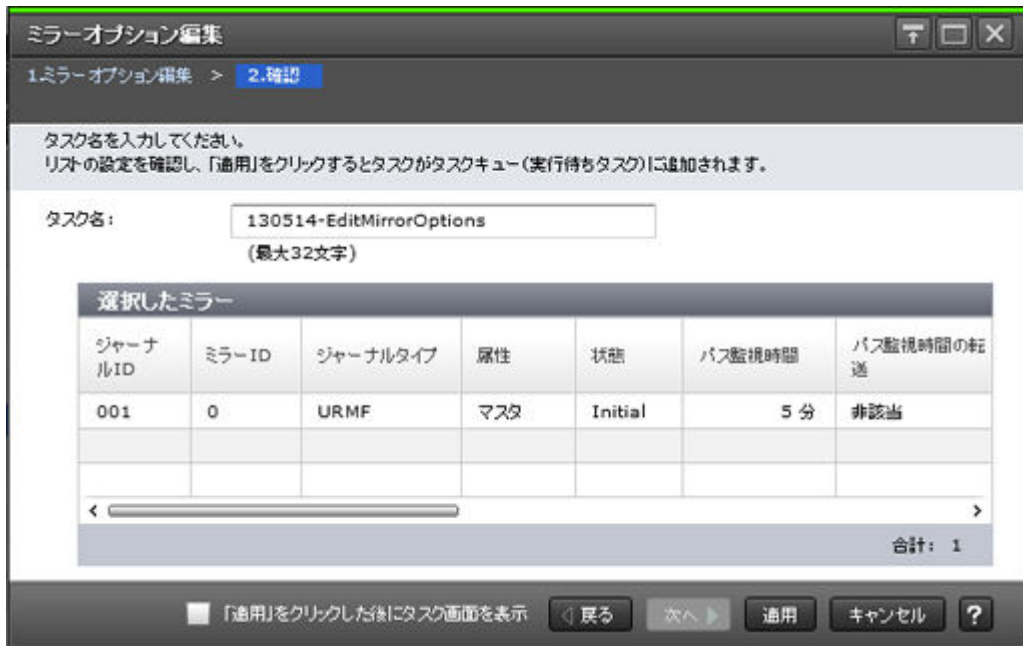 ミラーオプション編集
1.ミラーオプション編集 > 2.確認
タスク名を入力してください。
リストの設定を確認し、「適用」をクリックするとタスクがタスクキュー(実行待ちタスク)に追加されます。
タスク名: 130514-EditMirrorOptions
(最大32文字)
選択したミラー
ジャーナ
ルID ミラーID ジャーナルタイプ 属性 状態 パス監視時間 パス監視時間の転
送
001 0 URMF マスタ Initial 5 分 非該当
合計: 1
「適用」をクリックした後にタスク画面を表示 戻る 次へ 適用 キャンセル ?